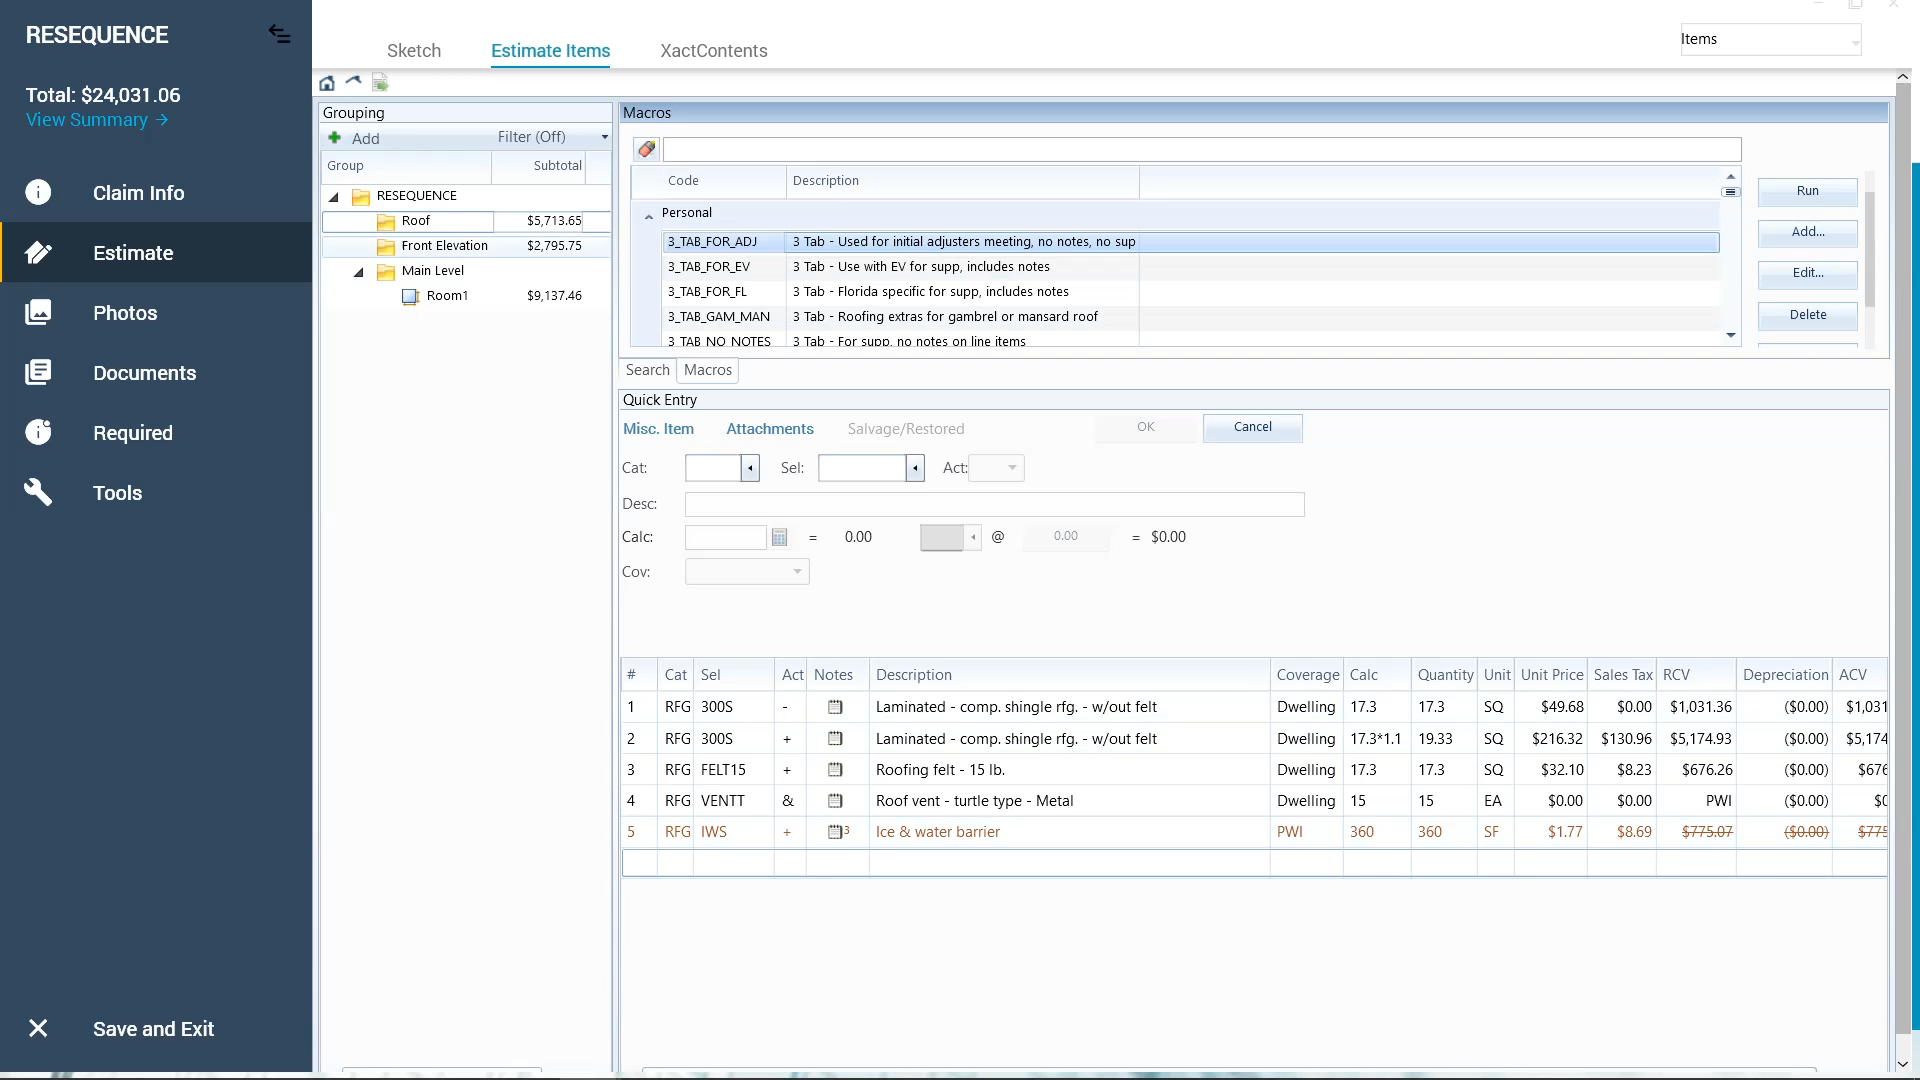 RESEQUENCE
Total: $24,031.06
View Summary →
Claim Info
Estimate
Photos
Documents
Required
Tools
Save and Exit
Sketch Estimate Items XactContents
Items
Grouping
Add Filter (Off)
Group Subtotal
RESEQUENCE
Roof $5,713.65
Front Elevation $2,795.75
Main Level
Room1 $9,137.46
Macros
Code Description
Personal
3_TAB_FOR_ADJ 3 Tab - Used for initial adjusters meeting, no notes, no sup
3_TAB_FOR_EV 3 Tab - Use with EV for supp, includes notes
3_TAB_FOR_FL 3 Tab - Florida specific for supp, includes notes
3_TAB_GAM_MAN 3 Tab - Roofing extras for gambrel or mansard roof
3_TAB_NO_NOTES 3 Tab - For supp, no notes on line items
Run
Add...
Edit...
Delete
Search Macros
Quick Entry
Misc. Item Attachments Salvage/Restored OK Cancel
Cat: Sel: Act:
Desc:
Calc: = 0.00 @ 0.00 = $0.00
Cov:
# Cat Sel Act Notes Description Coverage Calc Quantity Unit Unit Price Sales Tax RCV Depreciation ACV
1 RFG 300S - Laminated - comp. shingle rfg. - w/out felt Dwelling 17.3 17.3 SQ $49.68 $0.00 $1,031.36 ($0.00) $1,031
2 RFG 300S + Laminated - comp. shingle rfg. - w/out felt Dwelling 17.3*1.1 19.33 SQ $216.32 $130.96 $5,174.93 ($0.00) $5,174
3 RFG FELT15 + Roofing felt - 15 lb. Dwelling 17.3 17.3 SQ $32.10 $8.23 $676.26 ($0.00) $676
4 RFG VENTT & Roof vent - turtle type - Metal Dwelling 15 15 EA $0.00 $0.00 PWI ($0.00) $0
5 RFG IWS + 3 Ice & water barrier PWI 360 360 SF $1.77 $8.69 $775.07 ($0.00) $775